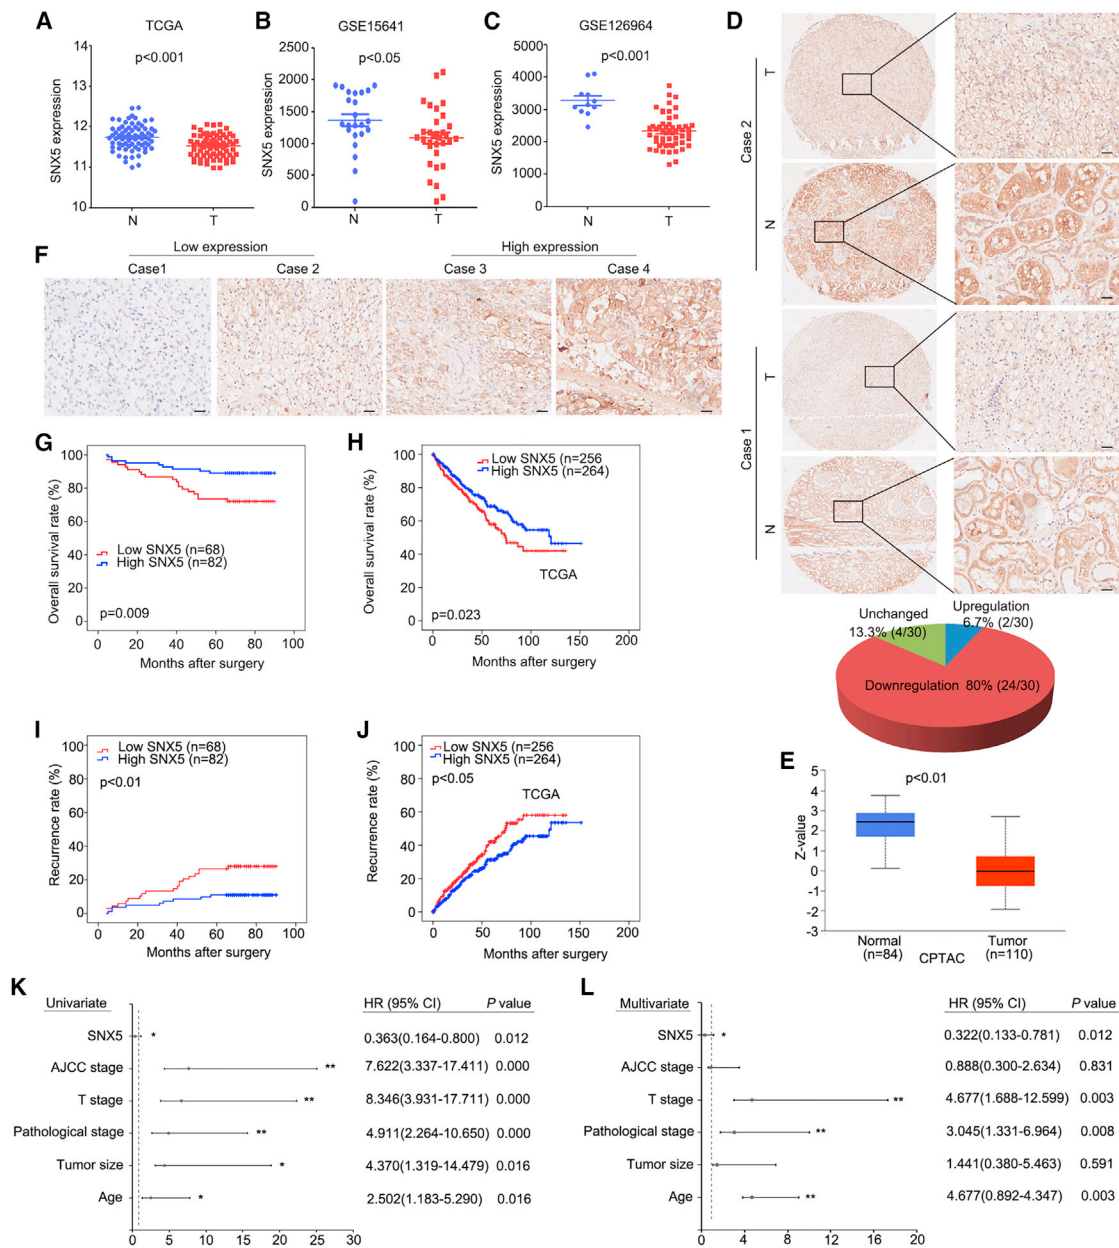 A
TCGA
p<0.001
SNX5 expression
14
13
12
11
10
N
T
B
GSE15641
p<0.05
SNX5 expression
2500
2000
1500
1000
500
0
N
T
C
GSE126964
p<0.001
SNX5 expression
5000
4000
3000
2000
1000
0
N
T
D
Case 2
T
N
Case 1
T
N
Unchanged
13.3% (4/30)
Upregulation
6.7% (2/30)
Downregulation 80% (24/30)
E
p<0.01
Z-value
5
4
3
2
1
0
-1
-2
-3
Normal
(n=84)
CPTAC
Tumor
(n=110)
F
Low expression
High expression
Case1
Case 2
Case 3
Case 4
G
Overall survival rate (%)
100
80
60
40
20
0
Low SNX5 (n=68)
High SNX5 (n=82)
p=0.009
0 20 40 60 80 100
Months after surgery
H
Overall survival rate (%)
100
80
60
40
20
0
Low SNX5 (n=256
High SNX5 (n=264)
TCGA
p=0.023
0 50 100 150 200
Months after surgery
I
Recurrence rate (%)
100
80
60
40
20
0
Low SNX5 (n=68)
High SNX5 (n=82)
p<0.01
0 20 40 60 80 100
Months after surgery
J
Recurrence rate (%)
100
80
60
40
20
0
Low SNX5 (n=256)
High SNX5 (n=264)
p<0.05
TCGA
0 50 100 150 200
Months after surgery
K
Univariate HR (95% CI) P value
SNX5 * 0.363(0.164-0.800) 0.012
AJCC stage ** 7.622(3.337-17.411) 0.000
T stage ** 8.346(3.931-17.711) 0.000
Pathological stage ** 4.911(2.264-10.650) 0.000
Tumor size * 4.370(1.319-14.479) 0.016
Age * 2.502(1.183-5.290) 0.016
0 5 10 15 20 25 30
L
Multivariate HR (95% CI) P value
SNX5 * 0.322(0.133-0.781) 0.012
AJCC stage 0.888(0.300-2.634) 0.831
T stage ** 4.677(1.688-12.599) 0.003
Pathological stage ** 3.045(1.331-6.964) 0.008
Tumor size 1.441(0.380-5.463) 0.591
Age ** 4.677(0.892-4.347) 0.003
0 4 8 12 16 20